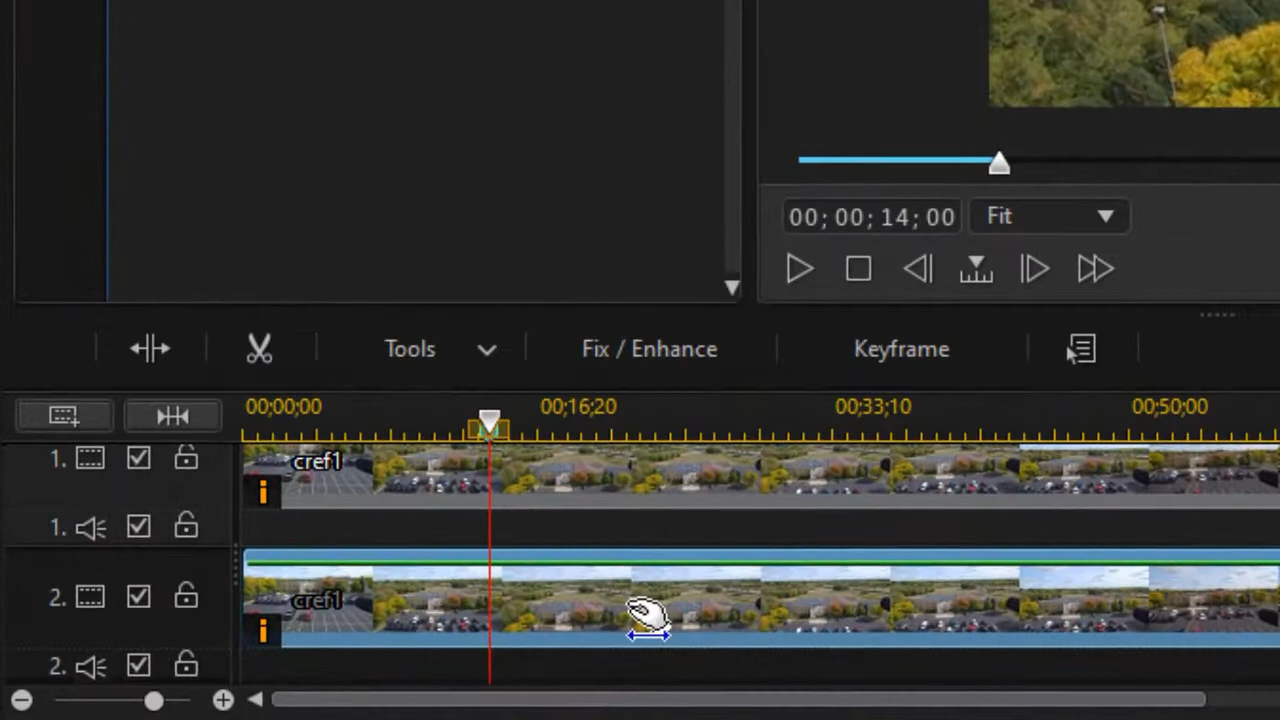 00; 00; 14; 00 Fit
Tools Fix / Enhance Keyframe
00;00;00 00;16;20 00;33;10 00;50;00
1. cref1
i
1.
2. cref1
i
2.